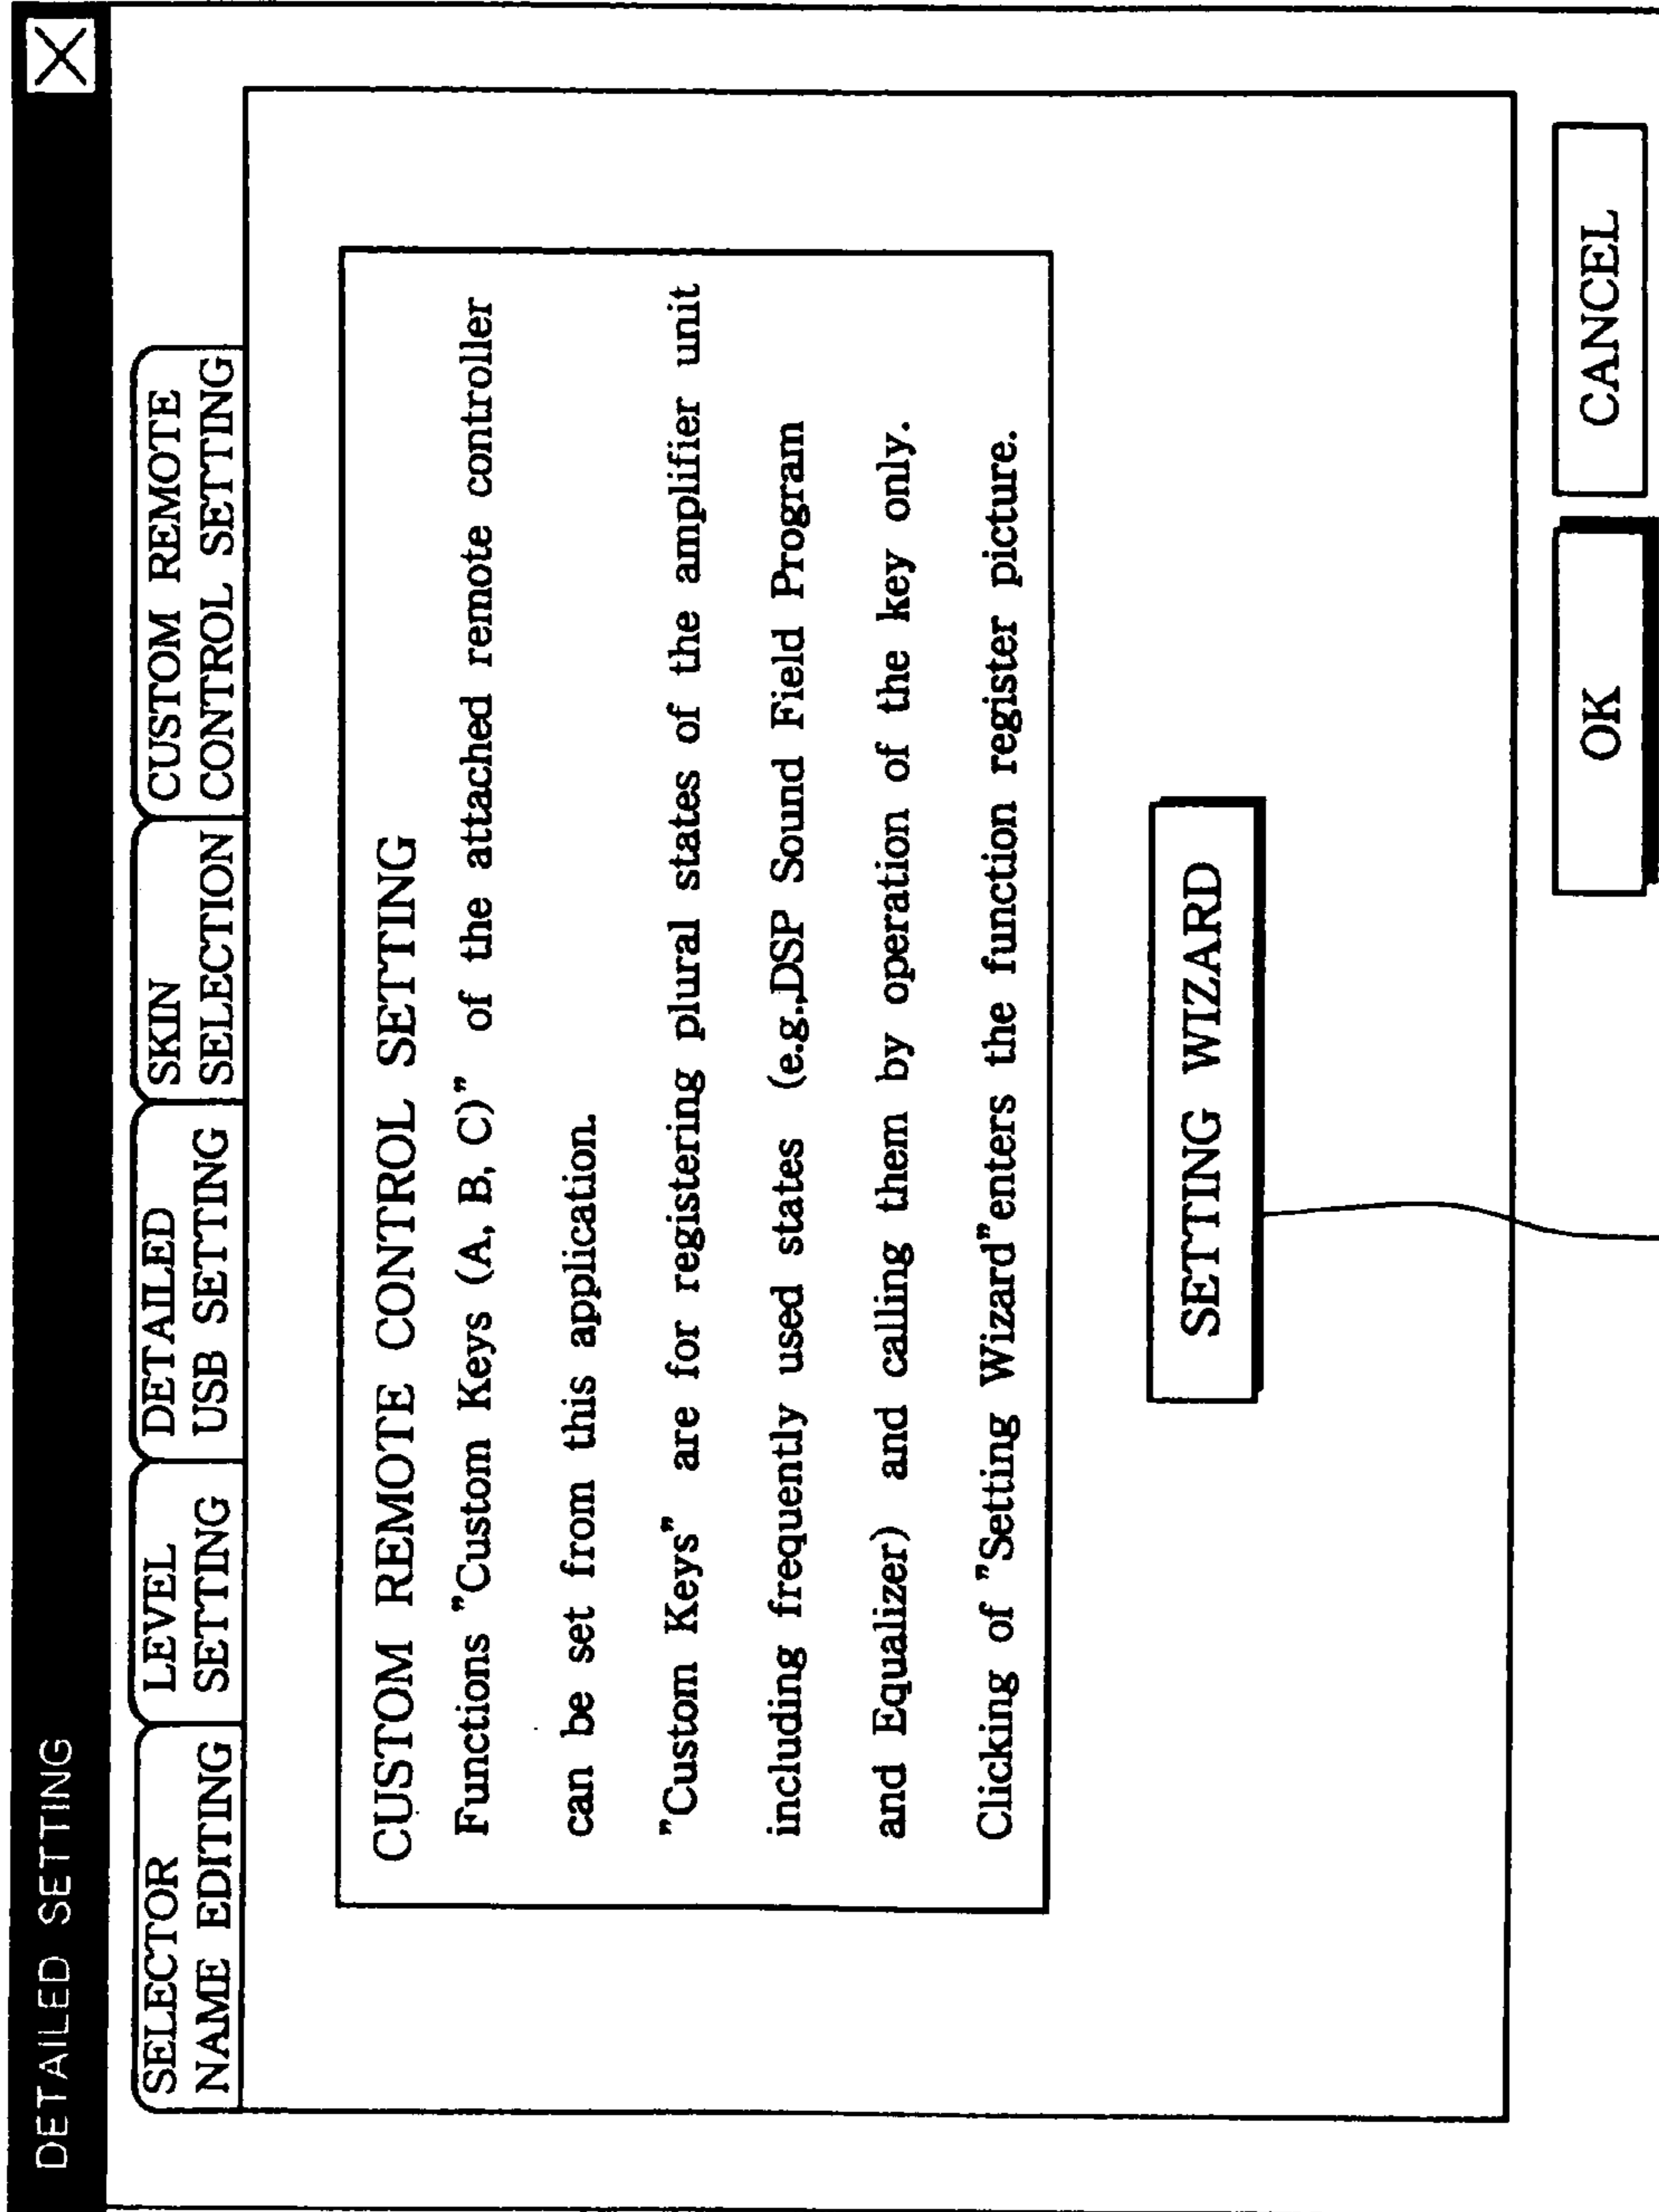 DETAILED SETTING
SELECTOR
NAME EDITING
LEVEL
SETTING
DETAILED
USB SETTING
SKIN
SELECTION
CUSTOM REMOTE
CONTROL SETTING
CUSTOM REMOTE CONTROL SETTING
Functions "Custom Keys (A, B, C)" of the attached remote controller
can be set from this application.
"Custom Keys" are for registering plural states of the amplifier unit
including frequently used states (e.g.,DSP Sound Field Program
and Equalizer) and calling them by operation of the key only.
Clicking of "Setting Wizard"enters the function register picture.
SETTING WIZARD
OK
CANCEL